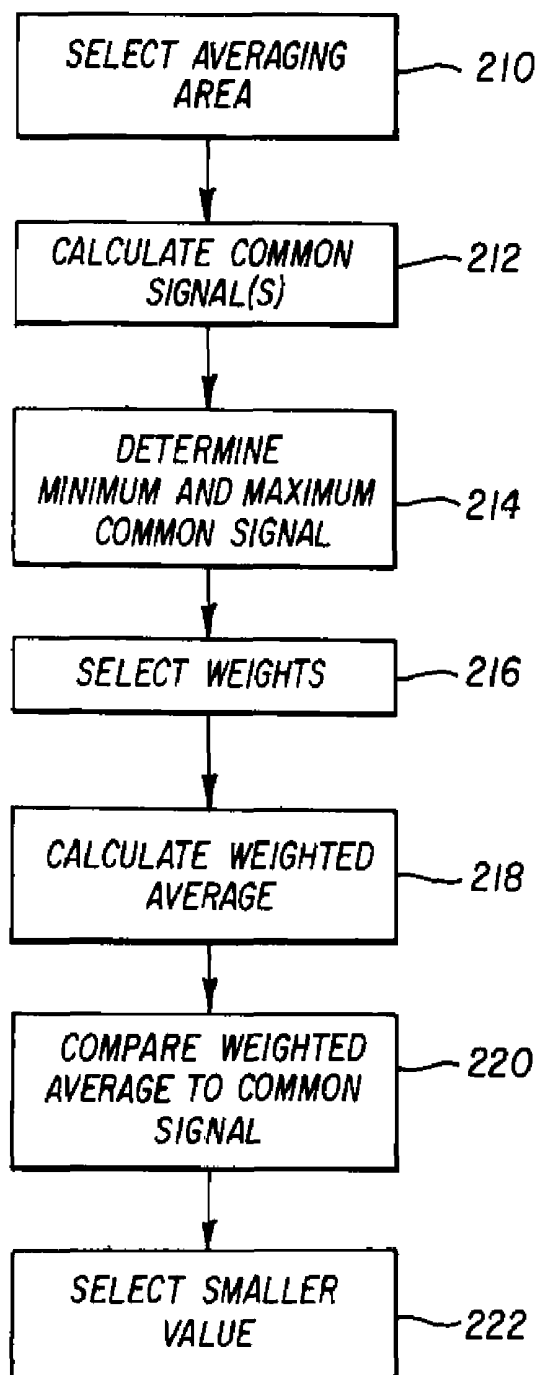 SELECT AVERAGING
AREA
210
CALCULATE COMMON
SIGNAL(S)
212
DETERMINE
MINIMUM AND MAXIMUM
COMMON SIGNAL
214
SELECT WEIGHTS
216
CALCULATE WEIGHTED
AVERAGE
218
COMPARE WEIGHTED
AVERAGE TO COMMON
SIGNAL
220
SELECT SMALLER
VALUE
222